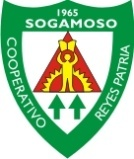 1965
SOGAMOSO
COOPERATIVO
REYES PATRIA